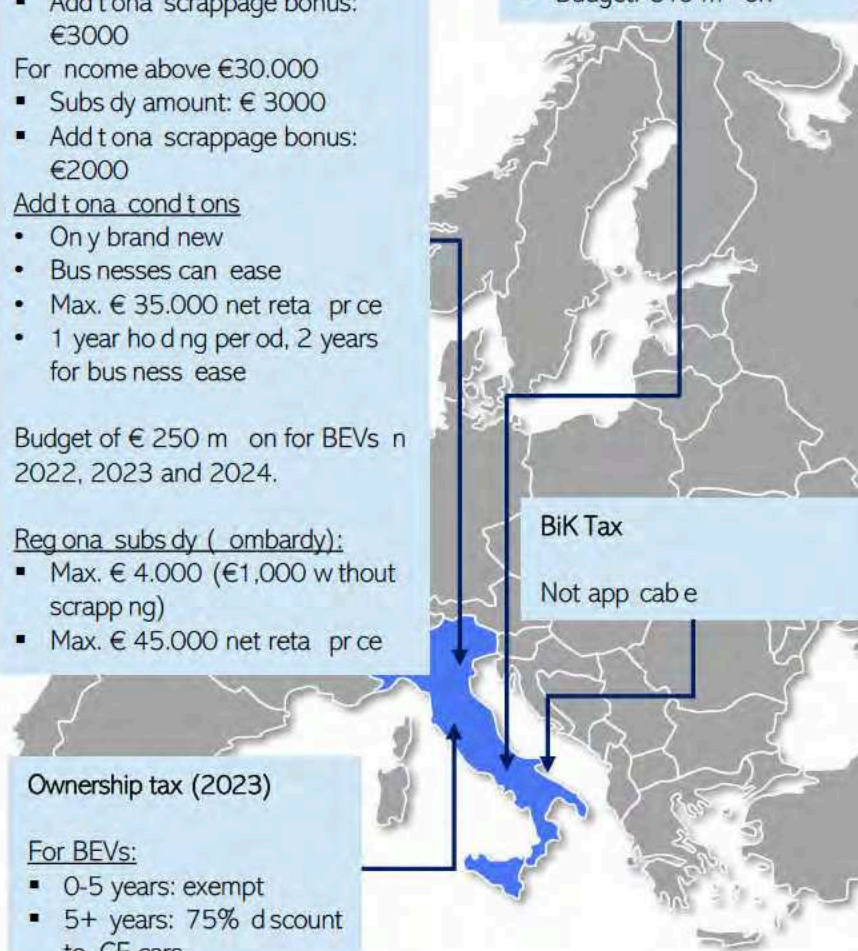 ▪ Add t ona scrappage bonus:
€3000
For ncome above €30.000
▪ Subs dy amount: € 3000
▪ Add t ona scrappage bonus:
€2000
Add t ona cond t ons
• On y brand new
• Bus nesses can ease
• Max. € 35.000 net reta pr ce
• 1 year ho d ng per od, 2 years
for bus ness ease
Budget of € 250 m on for BEVs n
2022, 2023 and 2024.
Reg ona subs dy ( ombardy):
▪ Max. € 4.000 (€1,000 w thout
scrapp ng)
▪ Max. € 45.000 net reta pr ce
BiK Tax
Not app cab e
Ownership tax (2023)
For BEVs:
▪ 0-5 years: exempt
▪ 5+ years: 75% d scount